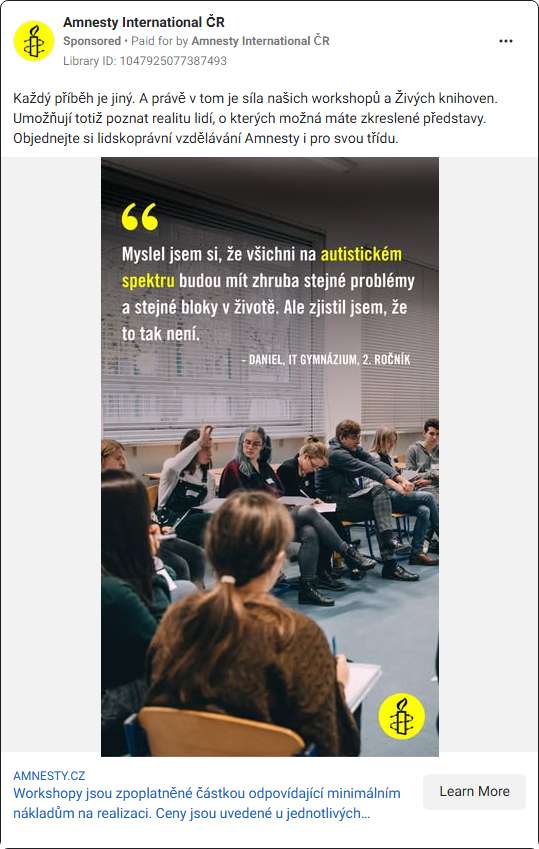 Amnesty International ČR
Sponsored • Paid for by Amnesty International ČR
Library ID: 1047925077387493
Každý příběh je jiný. A právě v tom je síla našich workshopů a Živých knihoven.
Umožňují totiž poznat realitu lidí, o kterých možná máte zkreslené představy.
Objednejte si lidskoprávní vzdělávání Amnesty i pro svou třídu.
Myslel jsem si, že všichni na autistickém
spektru budou mít zhruba stejné problémy
a stejné bloky v životě. Ale zjistil jsem, že
to tak není.
- DANIEL, IT GYMNÁZIUM, 2. ROČNÍK
AMNESTY.CZ
Workshopy jsou zpoplatněné částkou odpovídající minimálním
nákladům na realizaci. Ceny jsou uvedené u jednotlivých...
Learn More